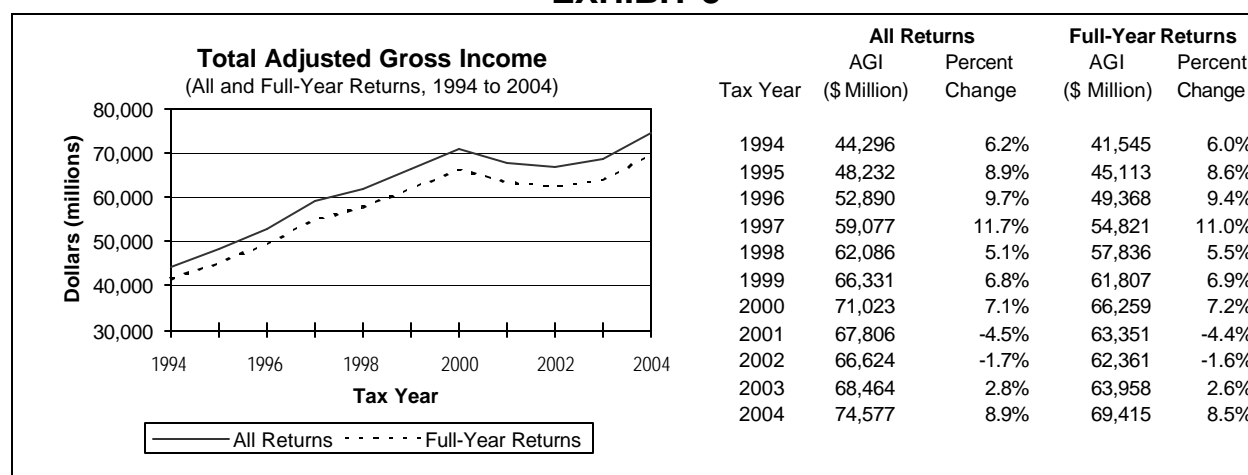 Total Adjusted Gross Income
(All and Full-Year Returns, 1994 to 2004)
80,000
70,000
60,000
50,000
40,000
30,000
Dollars (millions)
1994 1996 1998 2000 2002 2004
Tax Year
All Returns Full-Year Returns
All Returns Full-Year Returns
AGI Percent AGI Percent
Tax Year ($ Million) Change ($ Million) Change
1994 44,296 6.2% 41,545 6.0%
1995 48,232 8.9% 45,113 8.6%
1996 52,890 9.7% 49,368 9.4%
1997 59,077 11.7% 54,821 11.0%
1998 62,086 5.1% 57,836 5.5%
1999 66,331 6.8% 61,807 6.9%
2000 71,023 7.1% 66,259 7.2%
2001 67,806 -4.5% 63,351 -4.4%
2002 66,624 -1.7% 62,361 -1.6%
2003 68,464 2.8% 63,958 2.6%
2004 74,577 8.9% 69,415 8.5%